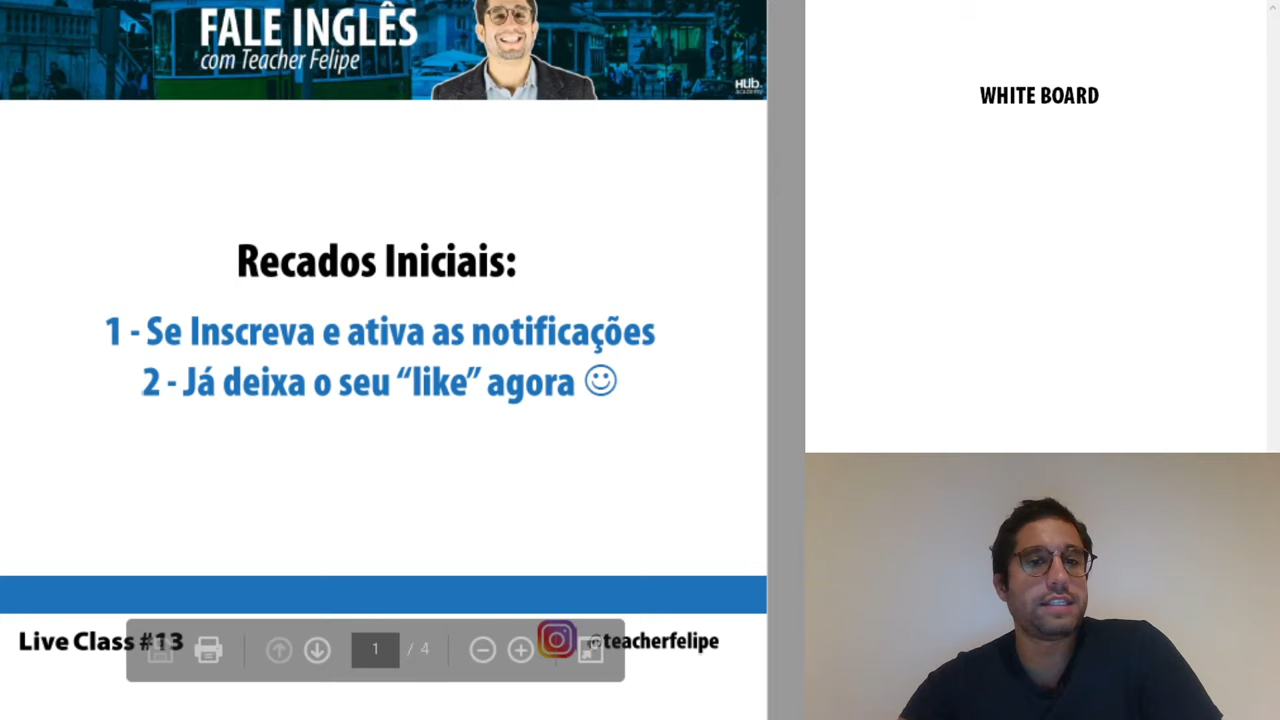 FALE INGLÊS
com Teacher Felipe
HUb
academy
WHITE BOARD
Recados Iniciais:
1 - Se Inscreva e ativa as notificações
2 - Já deixa o seu “like” agora ☺
Live Class #13
1 / 4
@teacherfelipe